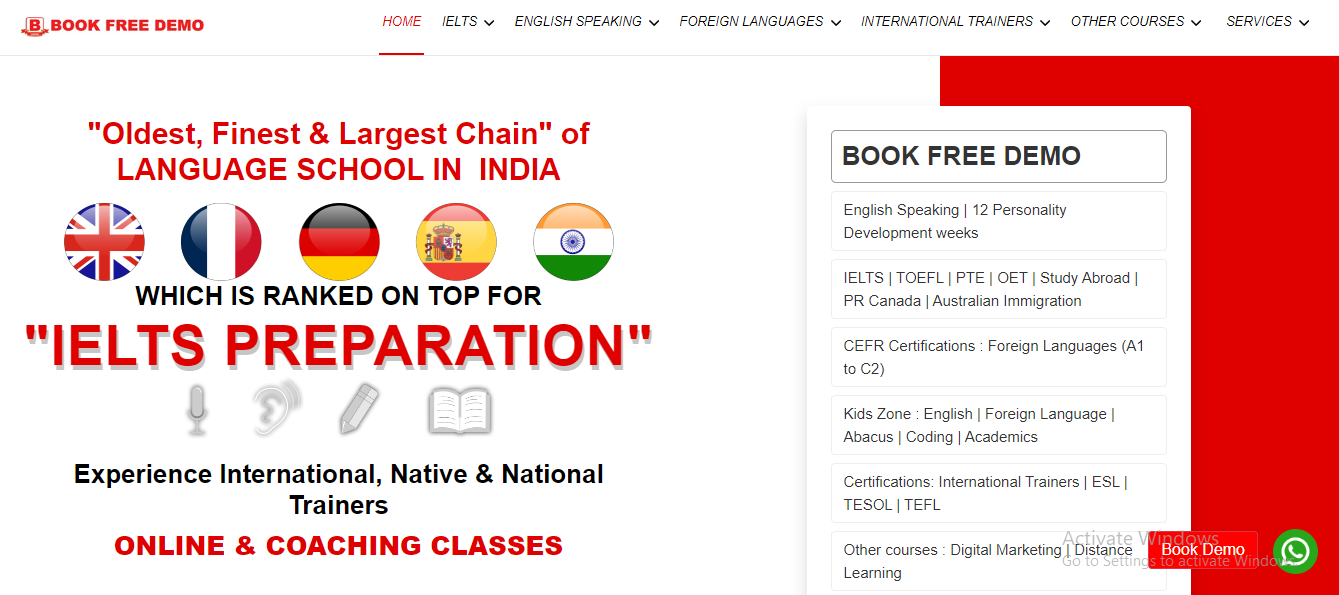 B BOOK FREE DEMO
HOME IELTS ENGLISH SPEAKING FOREIGN LANGUAGES INTERNATIONAL TRAINERS OTHER COURSES SERVICES
"Oldest, Finest & Largest Chain" of
LANGUAGE SCHOOL IN INDIA
WHICH IS RANKED ON TOP FOR
"IELTS PREPARATION"
Experience International, Native & National
Trainers
ONLINE & COACHING CLASSES
BOOK FREE DEMO
English Speaking | 12 Personality
Development weeks
IELTS | TOEFL | PTE | OET | Study Abroad |
PR Canada | Australian Immigration
CEFR Certifications : Foreign Languages (A1
to C2)
Kids Zone : English | Foreign Language |
Abacus | Coding | Academics
Certifications: International Trainers | ESL |
TESOL | TEFL
Other courses : Digital Marketing | Distance
Learning
Activate Windows
Go to Settings to activate Windows.
Book Demo